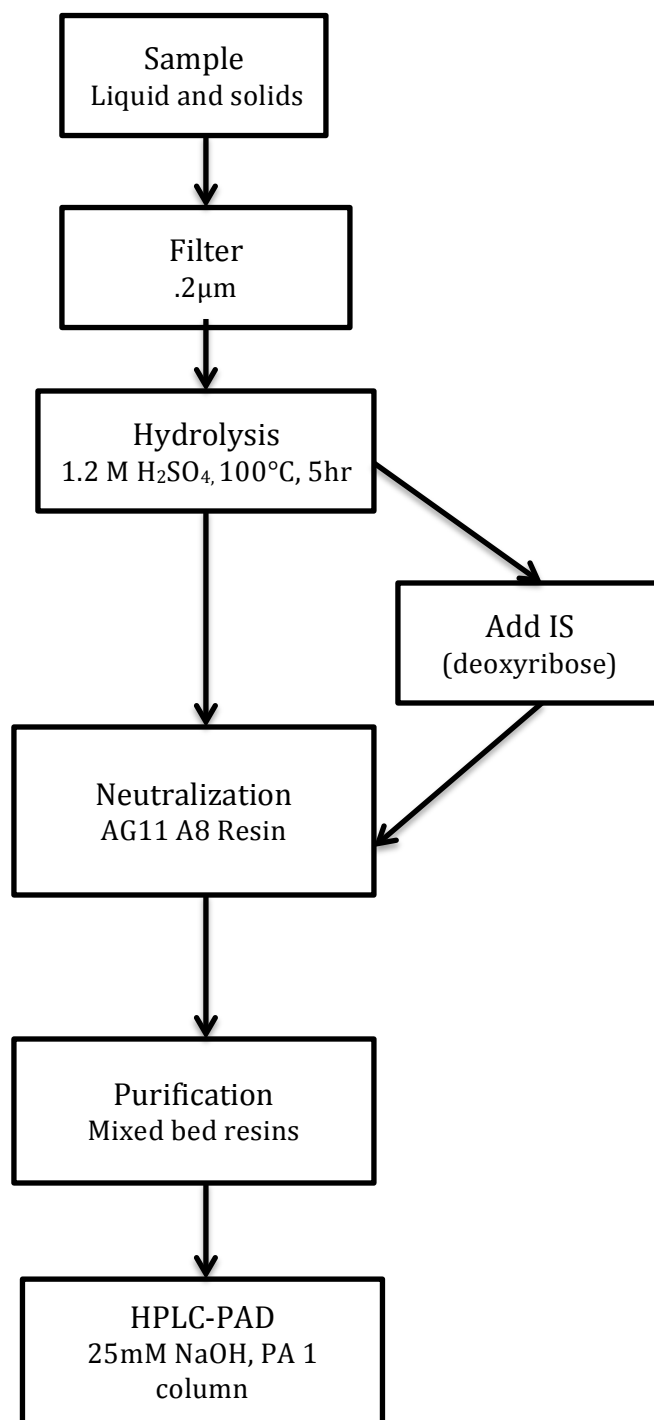 Sample
Liquid and solids
Filter
.2µm
Hydrolysis
1.2 M H₂SO₄, 100°C, 5hr
Add IS
(deoxyribose)
Neutralization
AG11 A8 Resin
Purification
Mixed bed resins
HPLC-PAD
25mM NaOH, PA 1
column